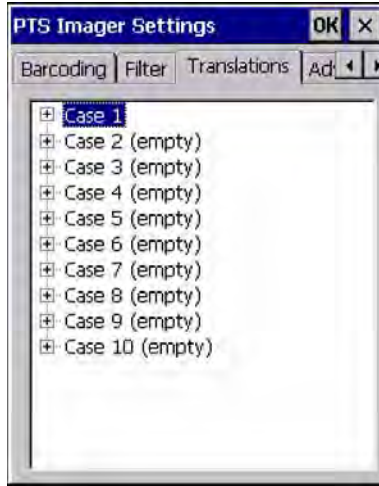 PTS Imager Settings OK ×
Barcoding Filter Translations
Case 1
Case 2 (empty)
Case 3 (empty)
Case 4 (empty)
Case 5 (empty)
Case 6 (empty)
Case 7 (empty)
Case 8 (empty)
Case 9 (empty)
Case 10 (empty)